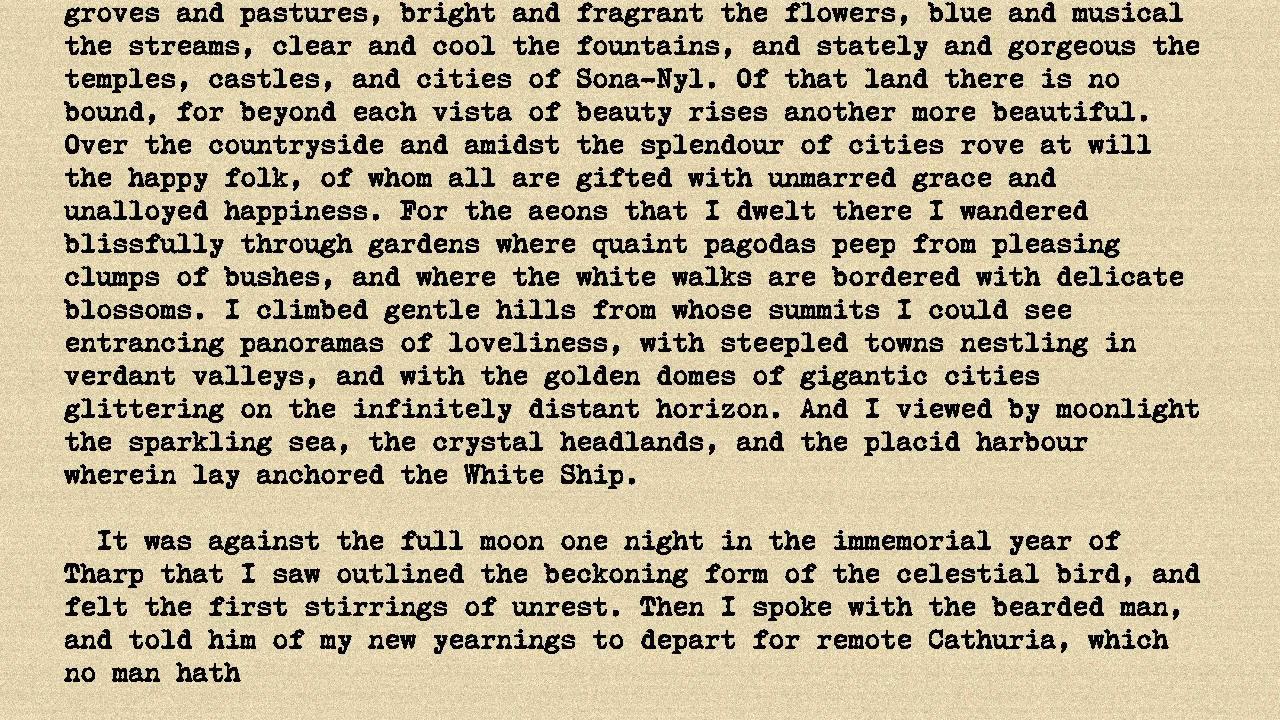 groves and pastures, bright and fragrant the flowers, blue and musical
the streams, clear and cool the fountains, and stately and gorgeous the
temples, castles, and cities of Sona-Nyl. Of that land there is no
bound, for beyond each vista of beauty rises another more beautiful.
Over the countryside and amidst the splendour of cities rove at will
the happy folk, of whom all are gifted with unmarred grace and
unalloyed happiness. For the aeons that I dwelt there I wandered
blissfully through gardens where quaint pagodas peep from pleasing
clumps of bushes, and where the white walks are bordered with delicate
blossoms. I climbed gentle hills from whose summits I could see
entrancing panoramas of loveliness, with steepled towns nestling in
verdant valleys, and with the golden domes of gigantic cities
glittering on the infinitely distant horizon. And I viewed by moonlight
the sparkling sea, the crystal headlands, and the placid harbour
wherein lay anchored the White Ship.

It was against the full moon one night in the immemorial year of
Tharp that I saw outlined the beckoning form of the celestial bird, and
felt the first stirrings of unrest. Then I spoke with the bearded man,
and told him of my new yearnings to depart for remote Cathuria, which
no man hath